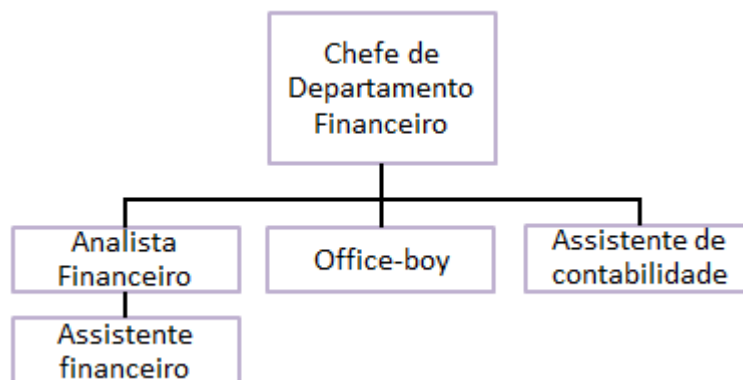 Chefe de
Departamento
Financeiro
Analista
Financeiro
Office-boy
Assistente de
contabilidade
Assistente
financeiro